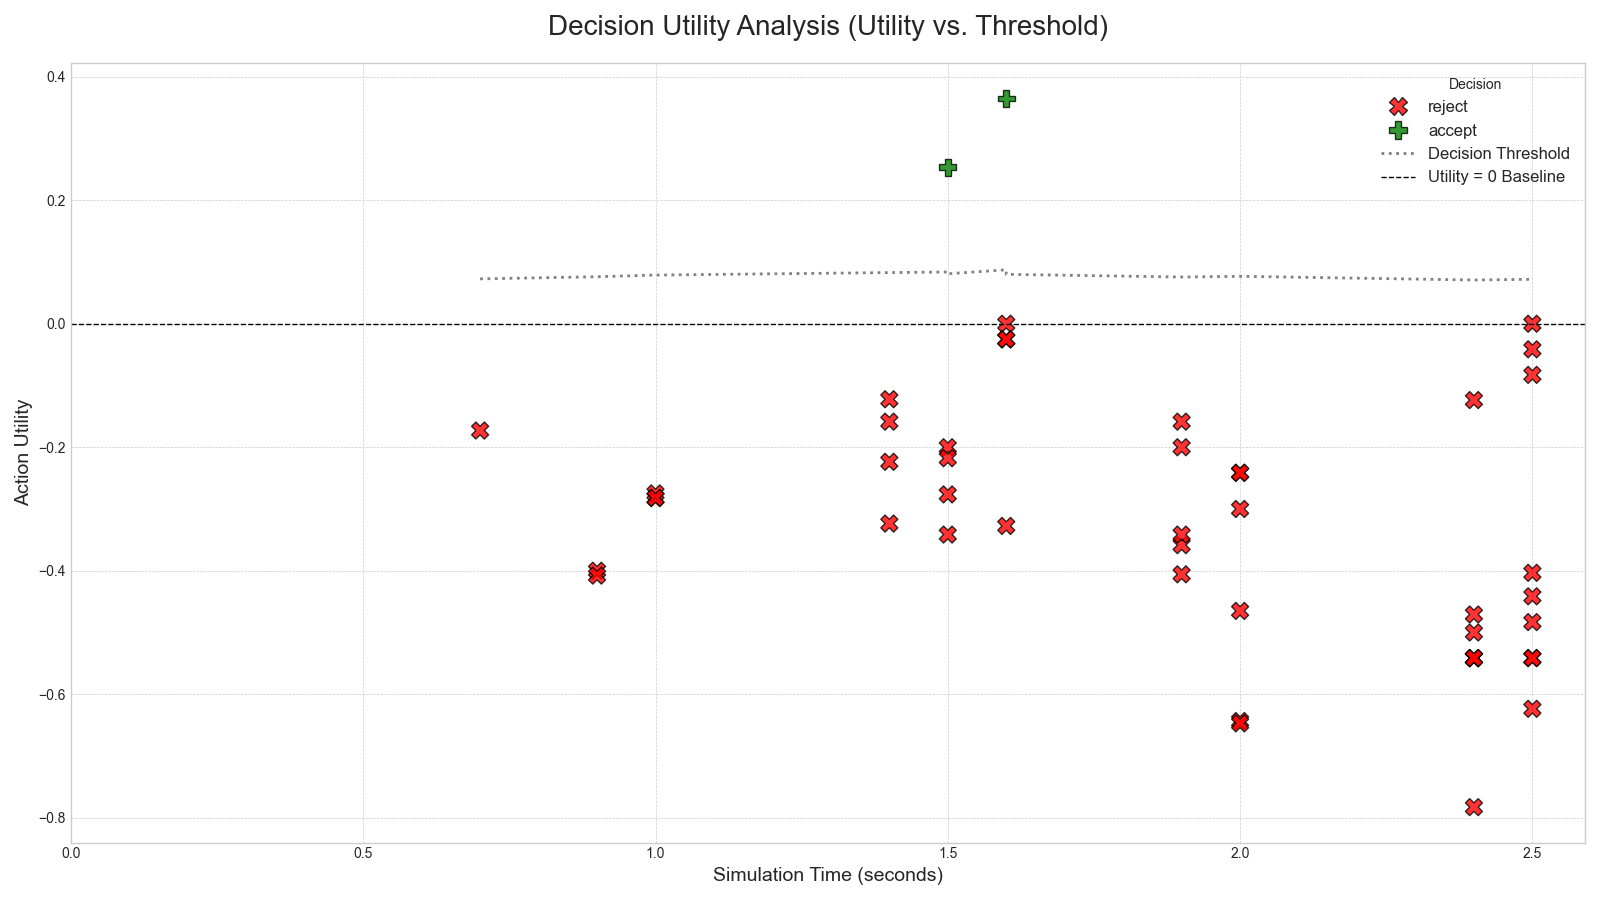 Decision Utility Analysis (Utility vs. Threshold)
Decision
reject
accept
Decision Threshold
Utility = 0 Baseline
Action Utility
0.4
0.2
0.0
−0.2
−0.4
−0.6
−0.8
0.0
0.5
1.0
1.5
2.0
2.5
Simulation Time (seconds)